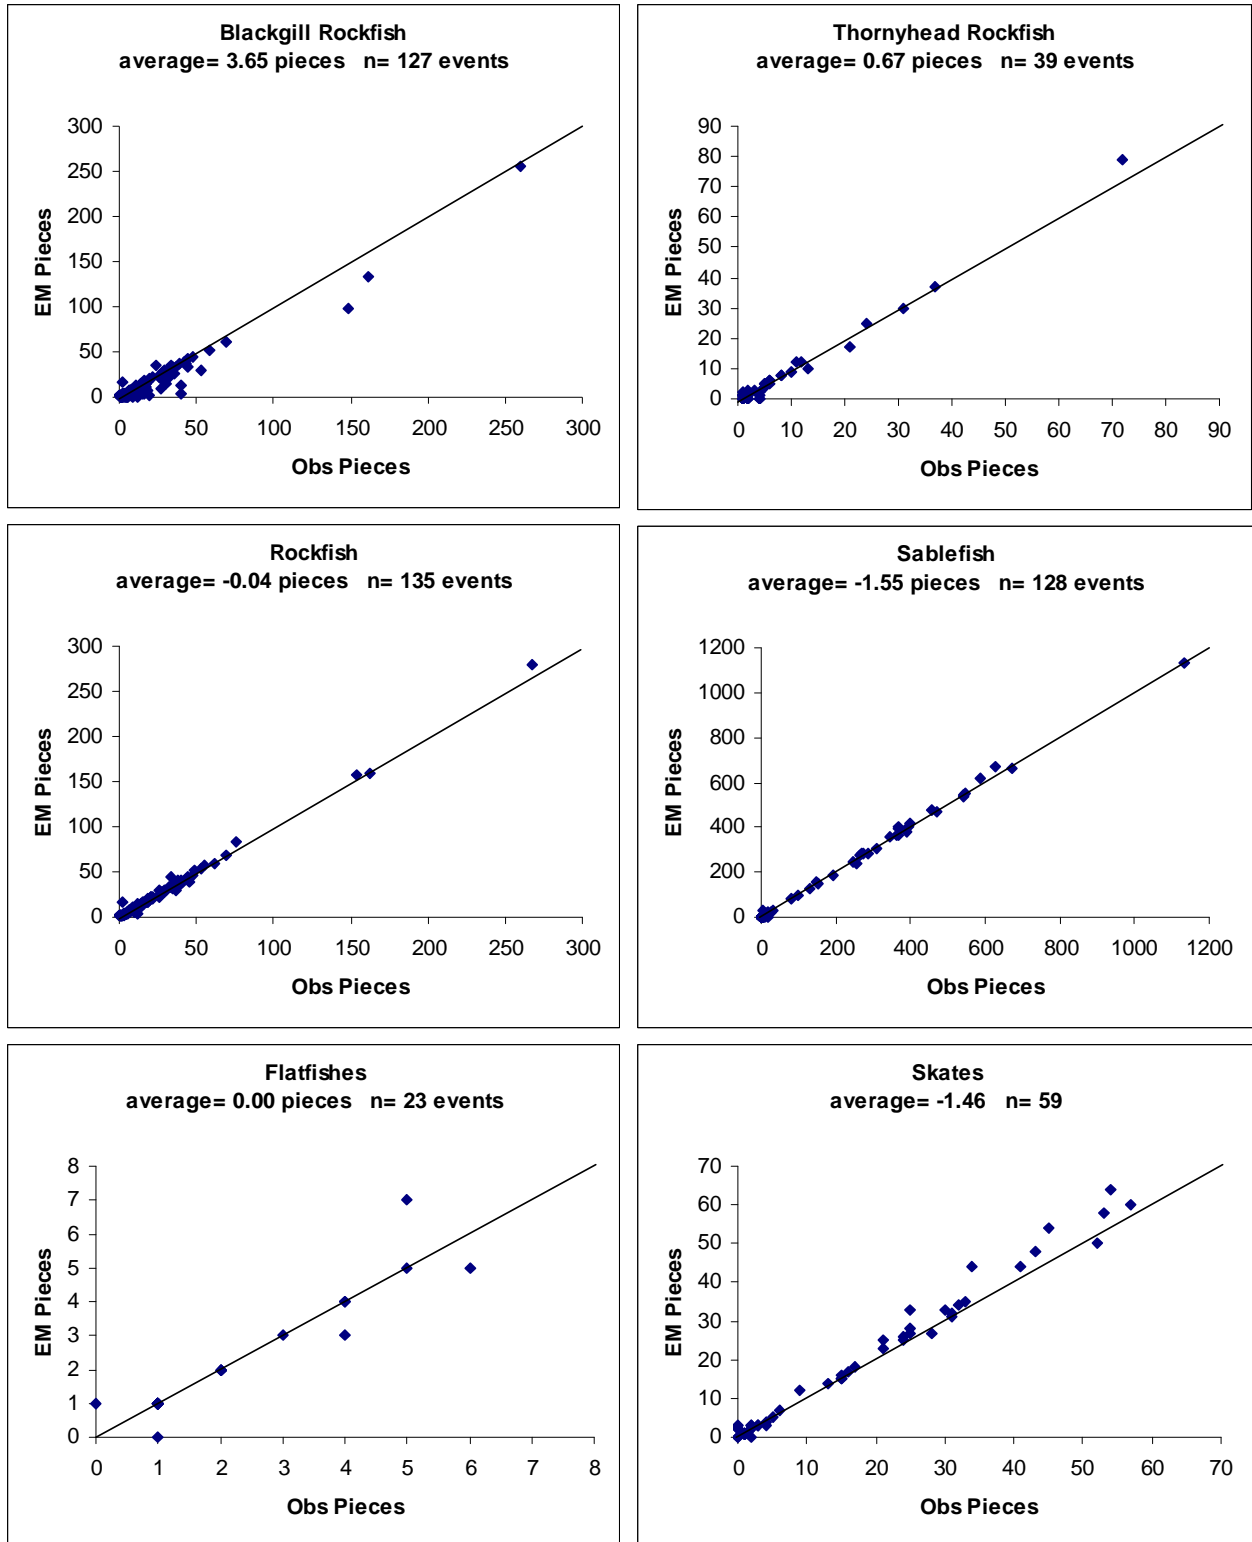 Blackgill Rockfish
average= 3.65 pieces n= 127 events
300
250
200
150
100
50
0
EM Pieces
0 50 100 150 200 250 300
Obs Pieces
Thornyhead Rockfish
average= 0.67 pieces n= 39 events
90
80
70
60
50
40
30
20
10
0
EM Pieces
0 10 20 30 40 50 60 70 80 90
Obs Pieces
Rockfish
average= -0.04 pieces n= 135 events
300
250
200
150
100
50
0
EM Pieces
0 50 100 150 200 250 300
Obs Pieces
Sablefish
average= -1.55 pieces n= 128 events
1200
1000
800
600
400
200
0
EM Pieces
0 200 400 600 800 1000 1200
Obs Pieces
Flatfishes
average= 0.00 pieces n= 23 events
8
7
6
5
4
3
2
1
0
EM Pieces
0 1 2 3 4 5 6 7 8
Obs Pieces
Skates
average= -1.46 n= 59
70
60
50
40
30
20
10
0
EM Pieces
0 10 20 30 40 50 60 70
Obs Pieces